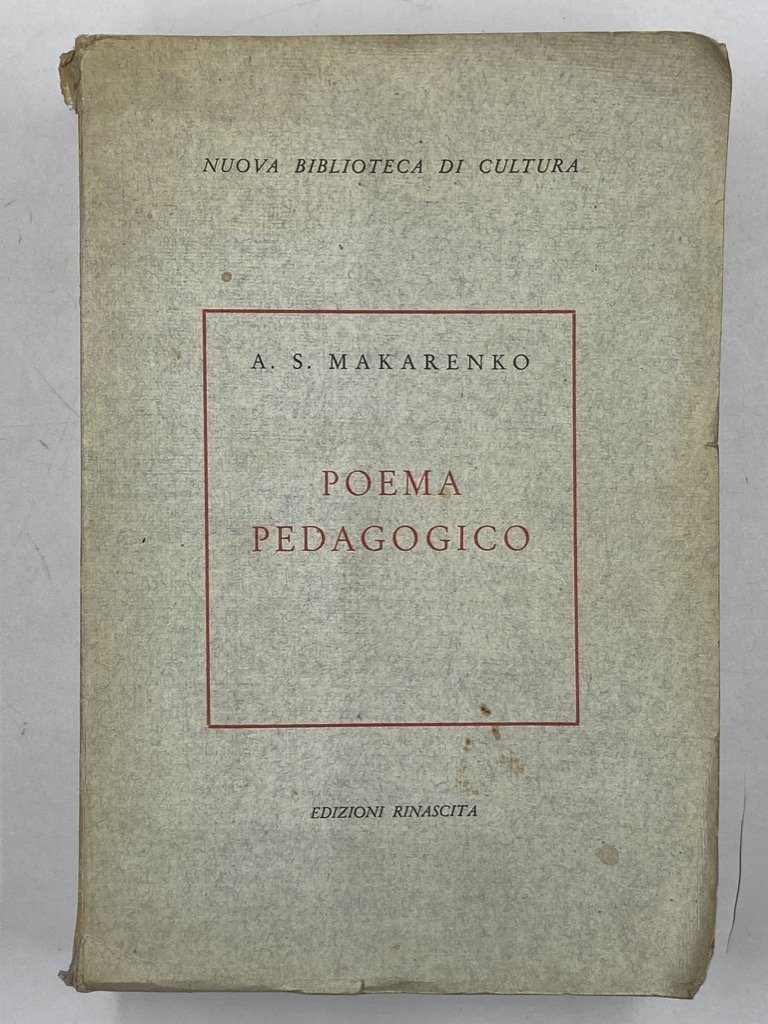 NUOVA BIBLIOTECA DI CULTURA
A. S. MAKARENKO
POEMA
PEDAGOGICO
EDIZIONI RINASCITA